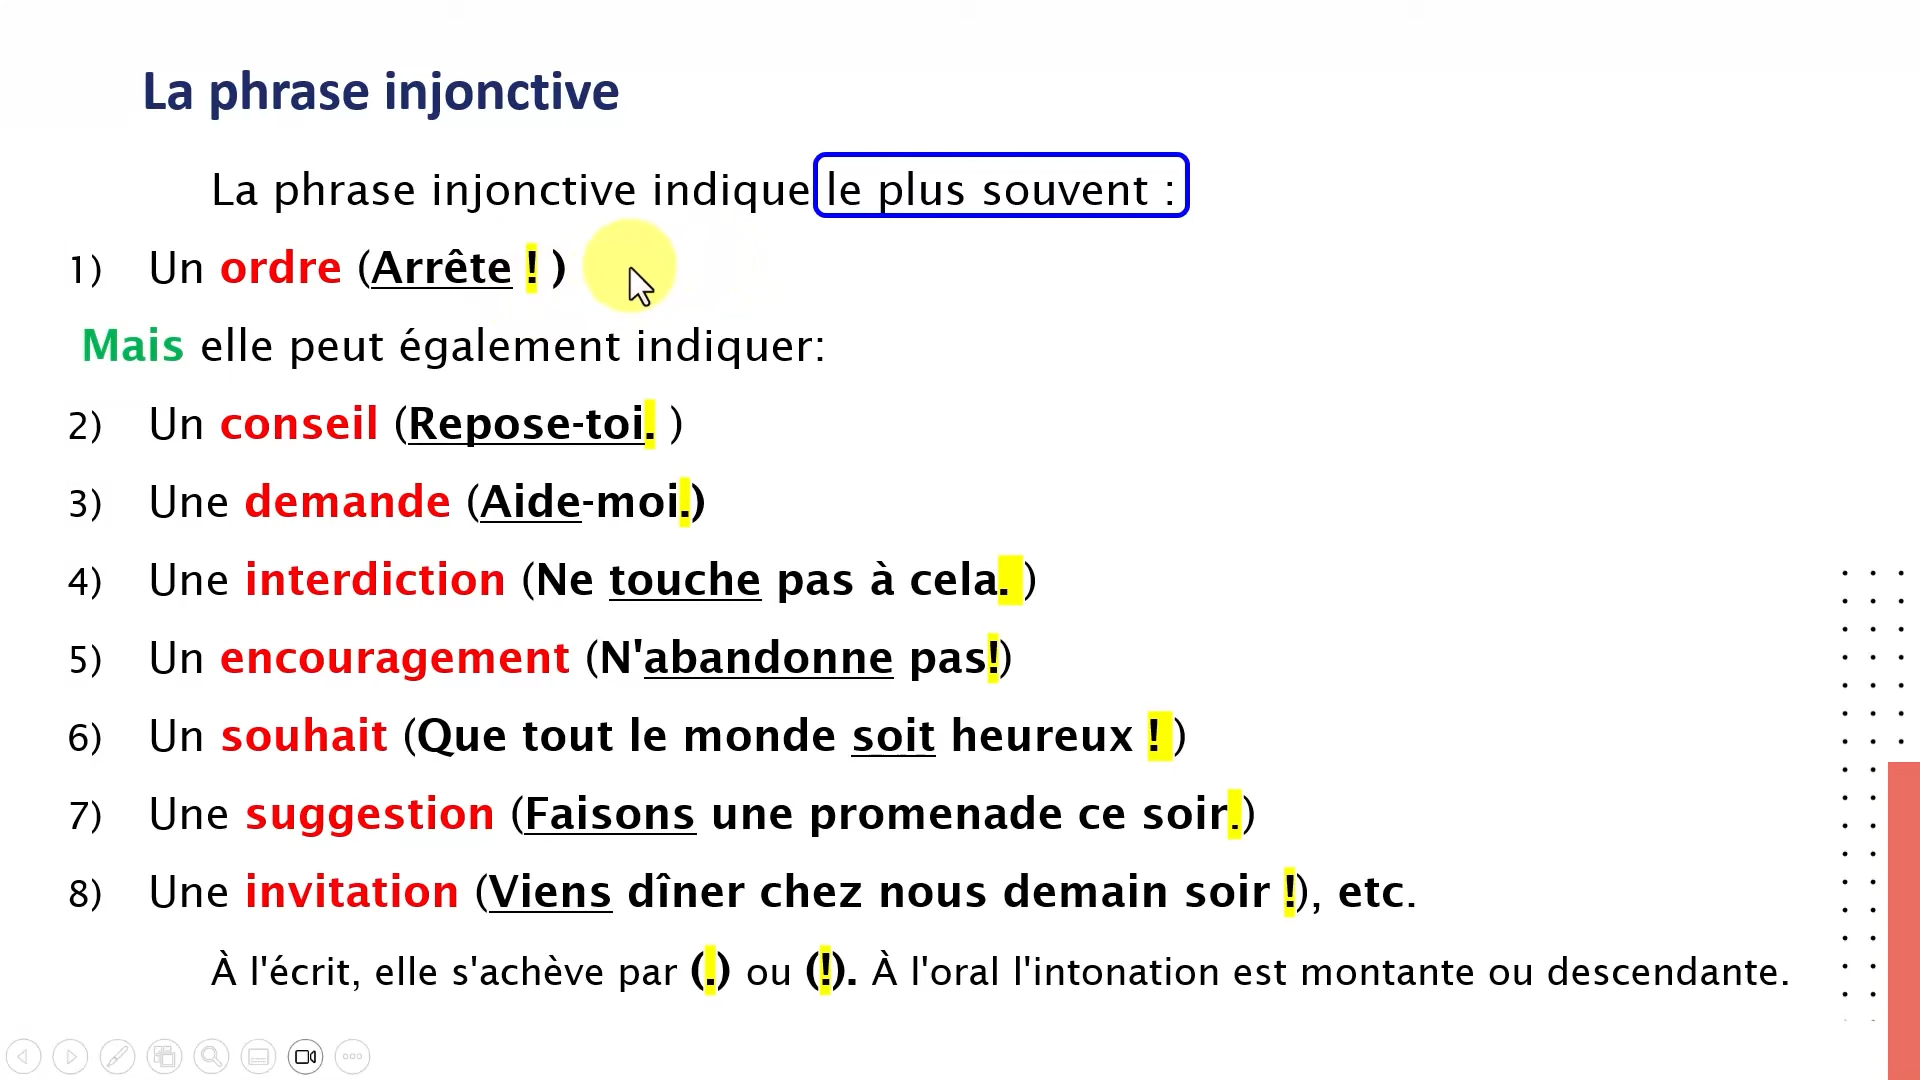 La phrase injonctive
La phrase injonctive indique le plus souvent :
1) Un ordre (Arrête ! )
Mais elle peut également indiquer:
2) Un conseil (Repose-toi. )
3) Une demande (Aide-moi.)
4) Une interdiction (Ne touche pas à cela. )
5) Un encouragement (N'abandonne pas!)
6) Un souhait (Que tout le monde soit heureux ! )
7) Une suggestion (Faisons une promenade ce soir.)
8) Une invitation (Viens dîner chez nous demain soir !), etc.
À l'écrit, elle s'achève par (.) ou (!). À l'oral l'intonation est montante ou descendante.